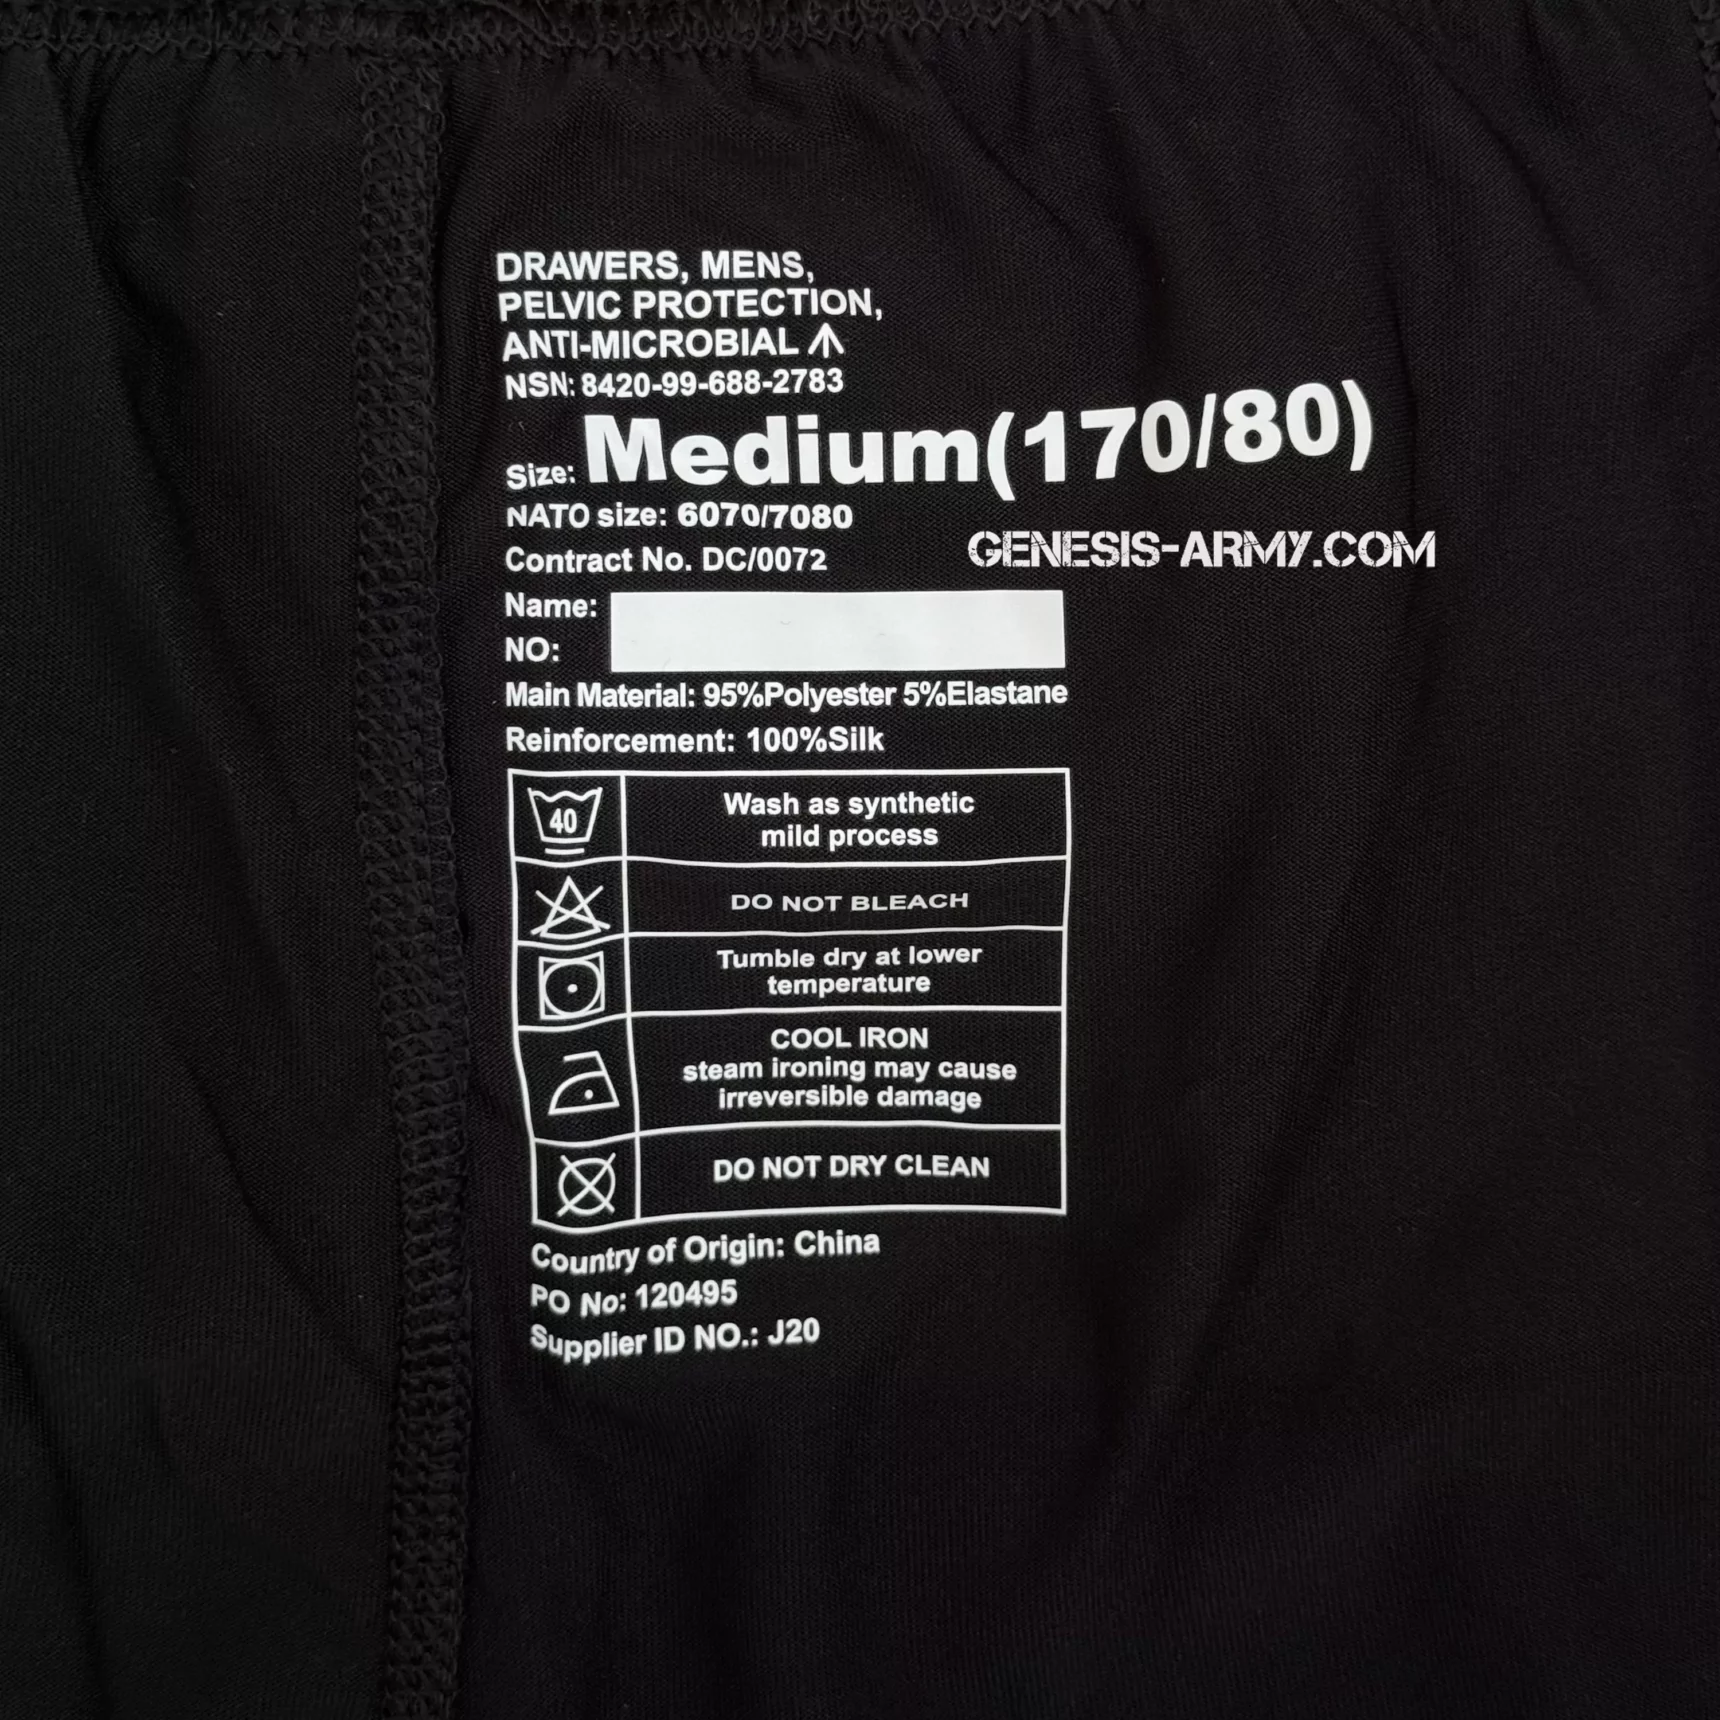 DRAWERS, MENS,
PELVIC PROTECTION,
ANTI-MICROBIAL
NSN: 8420-99-688-2783
Size: Medium(170/80)
NATO size: 6070/7080
Contract No. DC/0072
GENESIS-ARMY.COM
Name:
NO:
Main Material: 95%Polyester 5%Elastane
Reinforcement: 100%Silk
40
Wash as synthetic
mild process
DO NOT BLEACH
Tumble dry at lower
temperature
COOL IRON
steam ironing may cause
irreversible damage
DO NOT DRY CLEAN
Country of Origin: China
PO No: 120495
Supplier ID NO.: J20